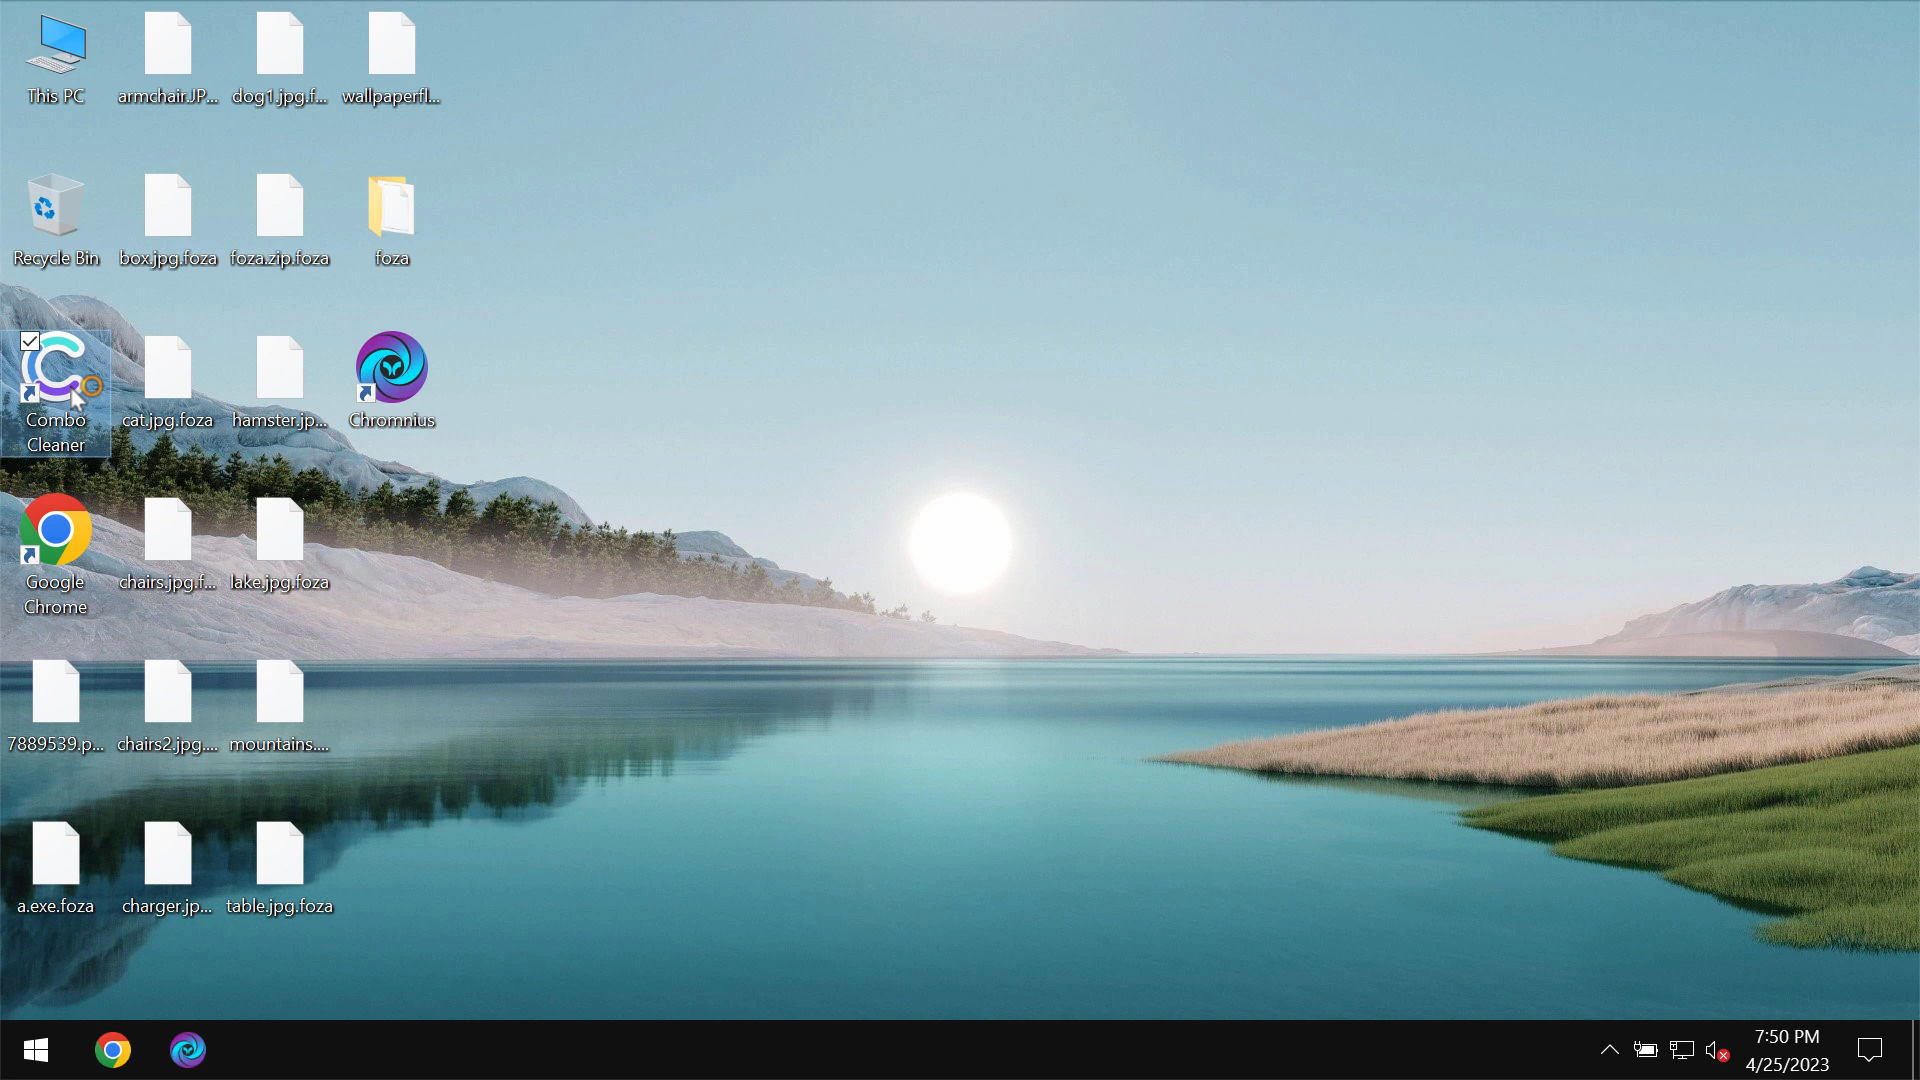 This PC
armchair.JP...
dog1.jpg.f...
wallpaperfl...
Recycle Bin
box.jpg.foza
foza.zip.foza
foza
Combo
Cleaner
cat.jpg.foza
hamster.jp...
Chromnius
Google
Chrome
chairs.jpg.f...
lake.jpg.foza
7889539.p...
chairs2.jpg....
mountains....
a.exe.foza
charger.jp...
table.jpg.foza
7:50 PM
4/25/2023